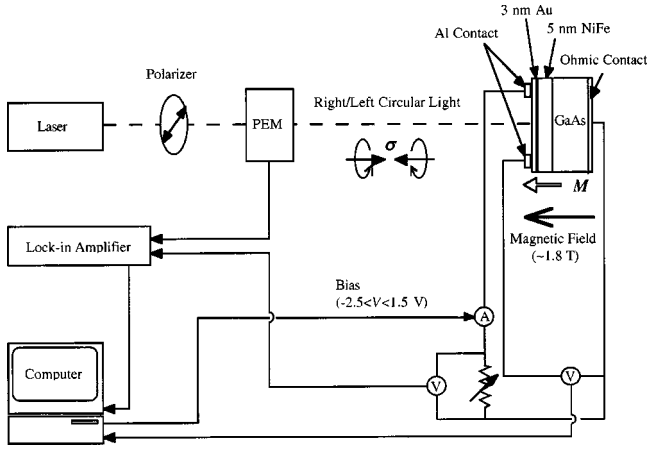 3 nm Au
5 nm NiFe
Al Contact
Ohmic Contact
Polarizer
Laser
PEM
Right/Left Circular Light
GaAs
σ
M
Magnetic Field
(~1.8 T)
Lock-in Amplifier
Bias
(-2.5<V<1.5 V)
A
Computer
V
V